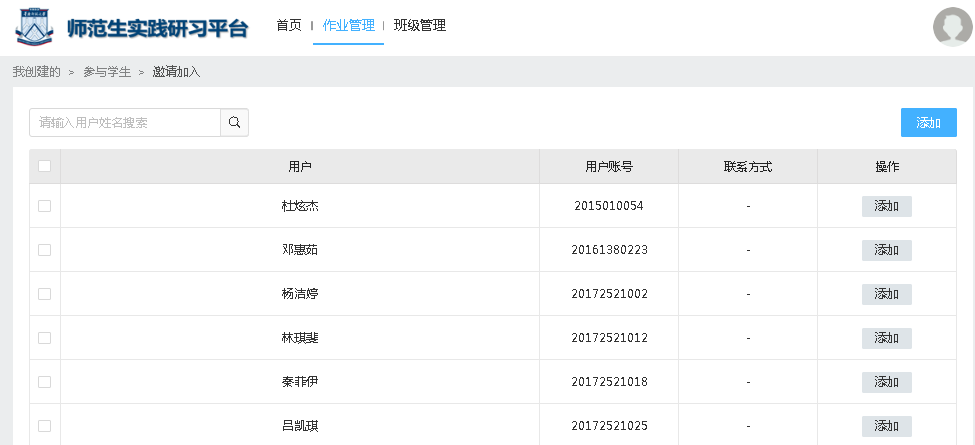 师范生实践研习平台 首页 作业管理 班级管理
我创建的 > 参与学生 > 邀请加入
请输入用户姓名搜索 添加
用户 用户账号 联系方式 操作
杜炫杰 2015010054 - 添加
邓惠茹 20161380223 - 添加
杨洁婷 20172521002 - 添加
林琪斐 20172521012 - 添加
秦菲伊 20172521018 - 添加
吕凯琪 20172521025 - 添加